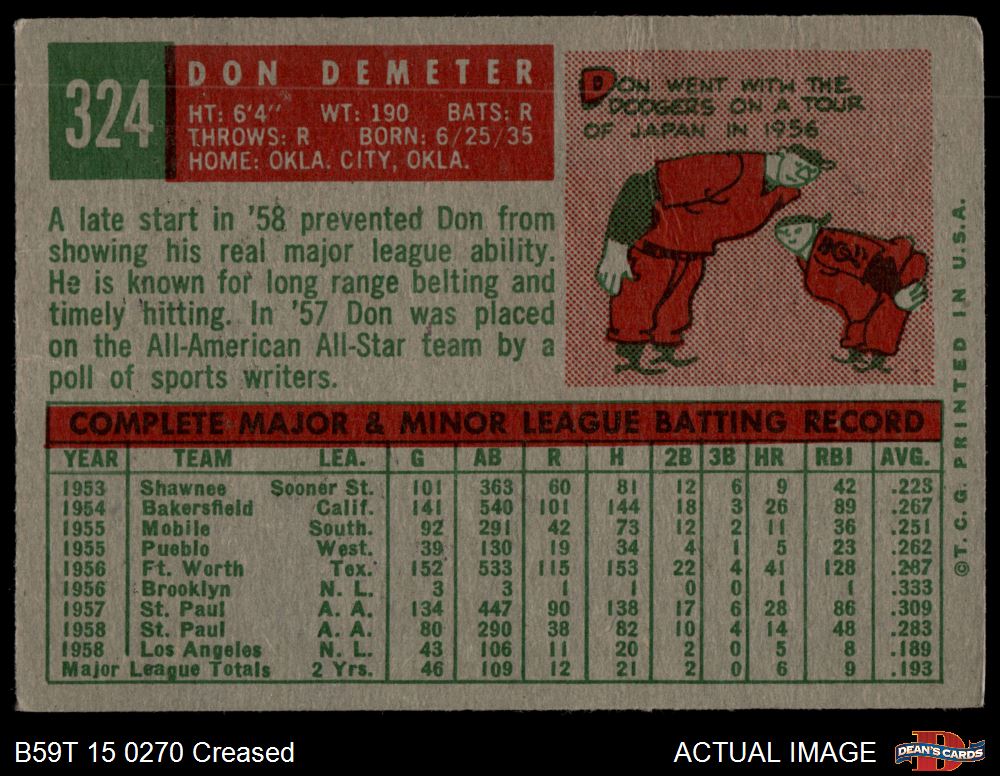 324
DON DEMETER
HT: 6'4" WT: 190 BATS: R
THROWS: R BORN: 6/25/35
HOME: OKLA. CITY, OKLA.
DON WENT WITH THE
DODGERS ON A TOUR
OF JAPAN IN 1956
A late start in '58 prevented Don from
showing his real major league ability.
He is known for long range belting and
timely hitting. In '57 Don was placed
on the All-American All-Star team by a
poll of sports writers.
COMPLETE MAJOR & MINOR LEAGUE BATTING RECORD
YEAR TEAM LEA. G AB R H 2B 3B HR RBI AVG.
1953 Shawnee Sooner St. 101 363 60 81 12 6 9 42 .223
1954 Bakersfield Calif. 141 540 101 144 18 3 26 89 .267
1955 Mobile South. 92 291 42 73 12 2 11 36 .251
1955 Pueblo West. 39 130 19 34 4 1 5 23 .262
1956 Ft. Worth Tex. 152 533 115 153 22 4 41 128 .287
1956 Brooklyn N. L. 3 3 1 1 0 0 1 1 .333
1957 St. Paul A. A. 134 447 90 138 17 6 28 86 .309
1958 St. Paul A. A. 80 290 38 82 10 4 14 48 .283
1958 Los Angeles N. L. 43 106 11 20 2 0 5 8 .189
Major League Totals 2 Yrs. 46 109 12 21 2 0 6 9 .193
©T. C. G. PRINTED IN U.S.A.
B59T 15 0270 Creased
ACTUAL IMAGE
D
DEAN'S CARDS